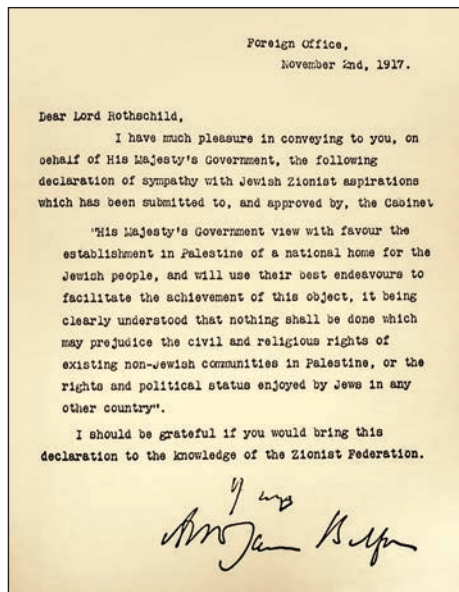 Foreign Office,
November 2nd, 1917.
Dear Lord Rothschild,
I have much pleasure in conveying to you, on
behalf of His Majesty's Government, the following
declaration of sympathy with Jewish Zionist aspirations
which has been submitted to, and approved by, the Cabinet
"His Majesty's Government view with favour the
establishment in Palestine of a national home for the
Jewish people, and will use their best endeavours to
facilitate the achievement of this object, it being
clearly understood that nothing shall be done which
may prejudice the civil and religious rights of
existing non-Jewish communities in Palestine, or the
rights and political status enjoyed by Jews in any
other country".
I should be grateful if you would bring this
declaration to the knowledge of the Zionist Federation.